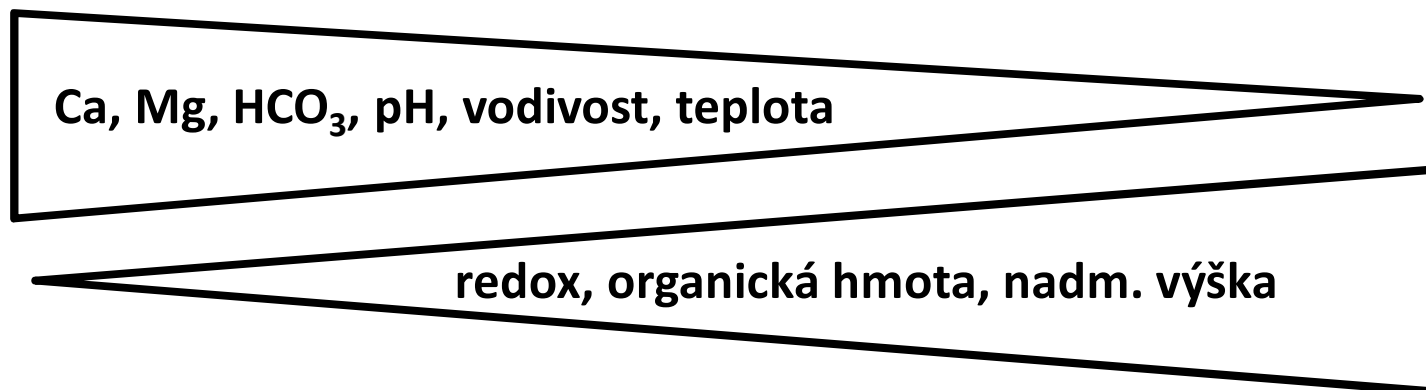 Ca, Mg, HCO₃, pH, vodivost, teplota
redox, organická hmota, nadm. výška